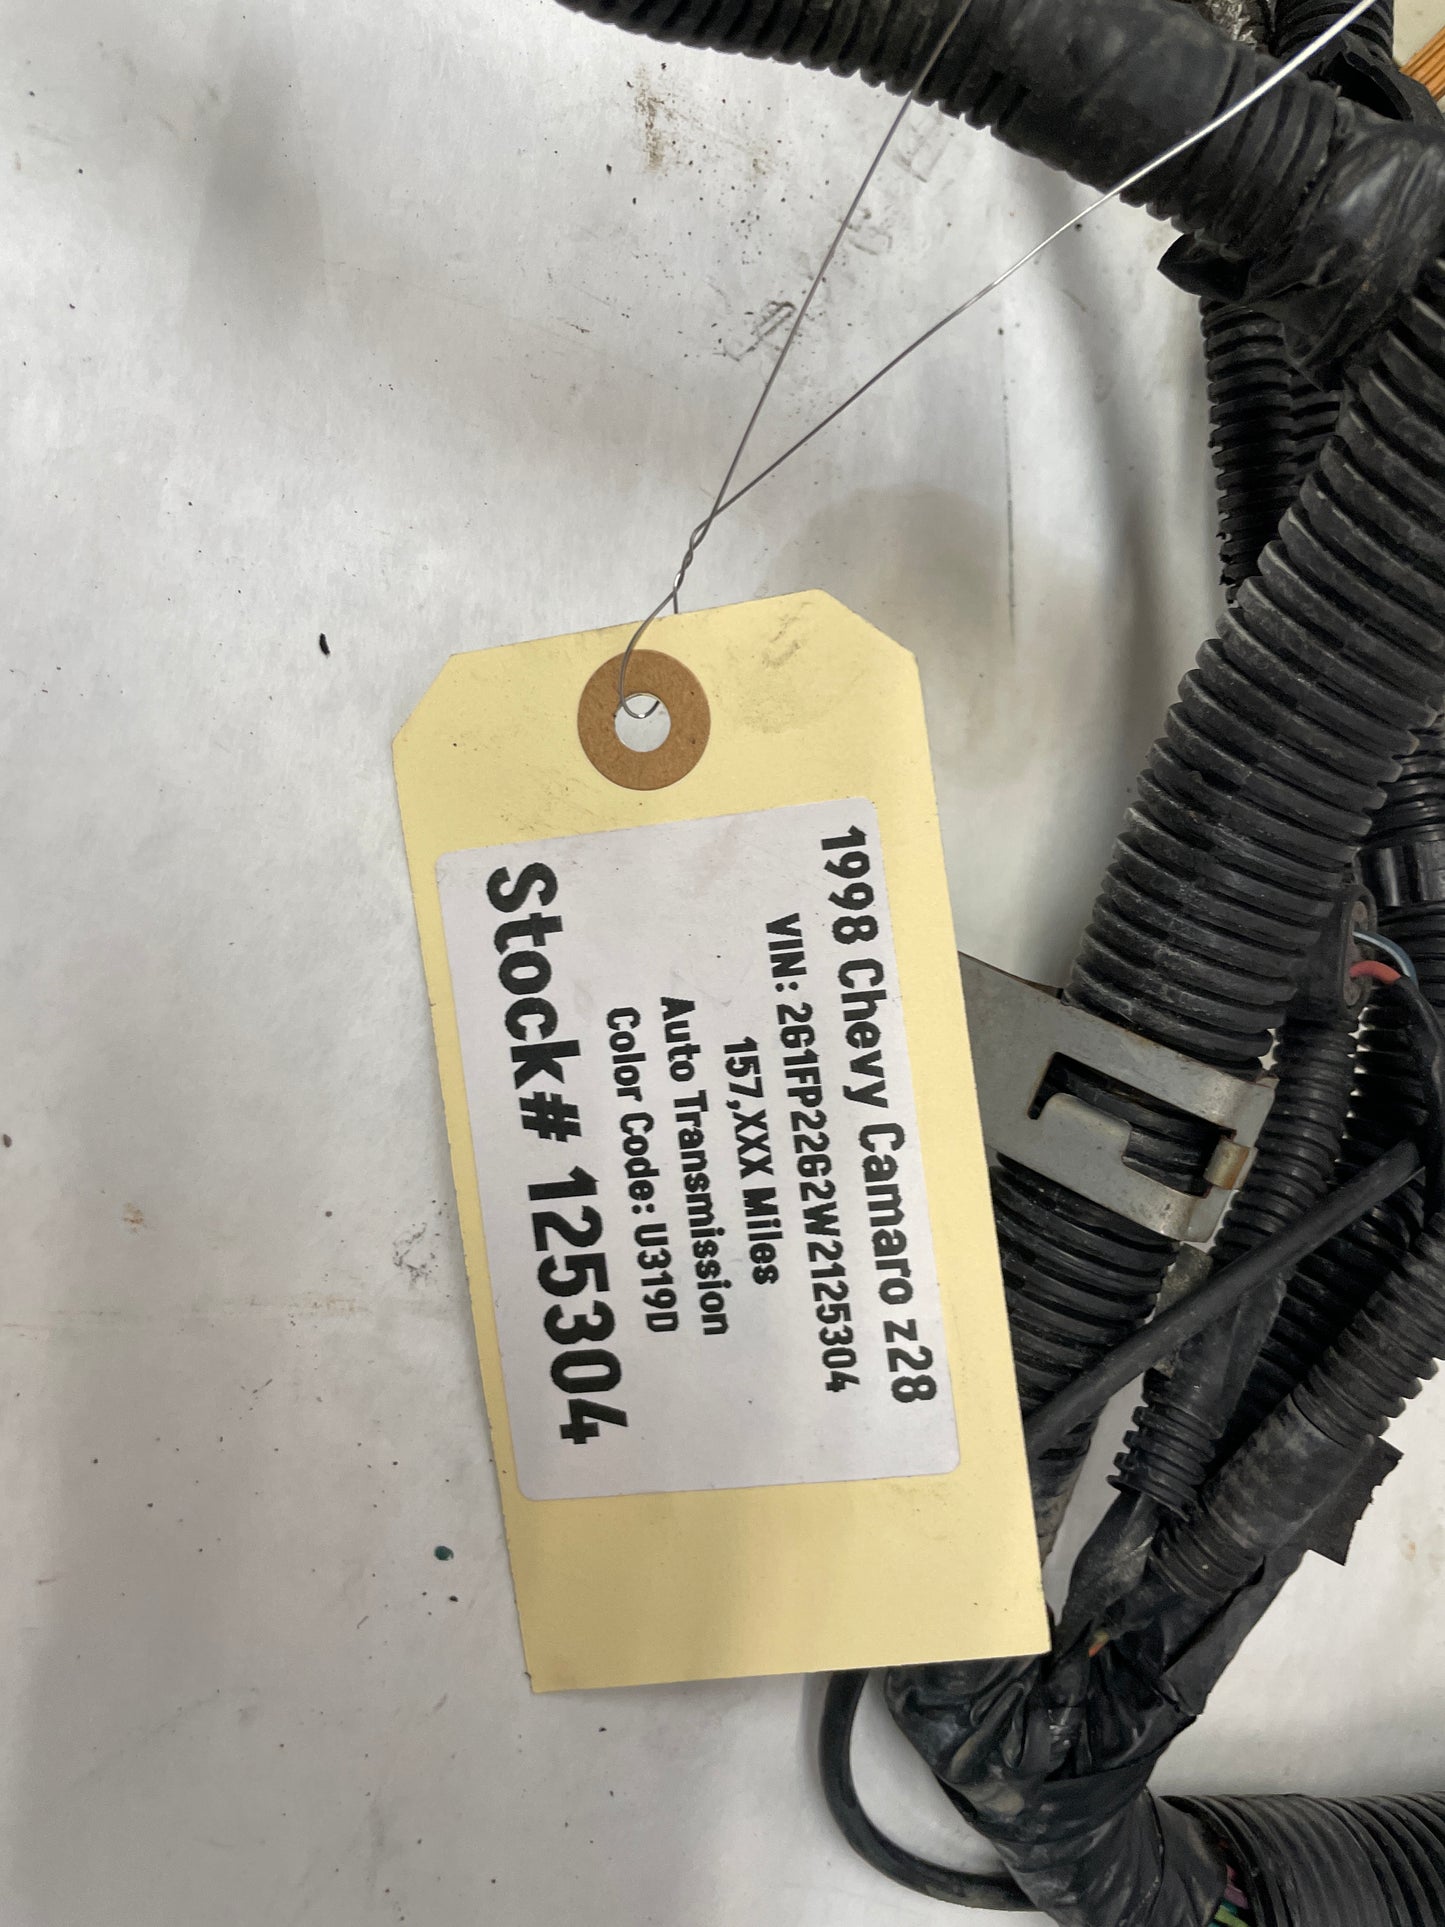 1998 Chevy Camaro z28
VIN: 2G1FP22G2W2125304
157,XXX Miles
Auto Transmission
Color Code: U319D
Stock# 125304